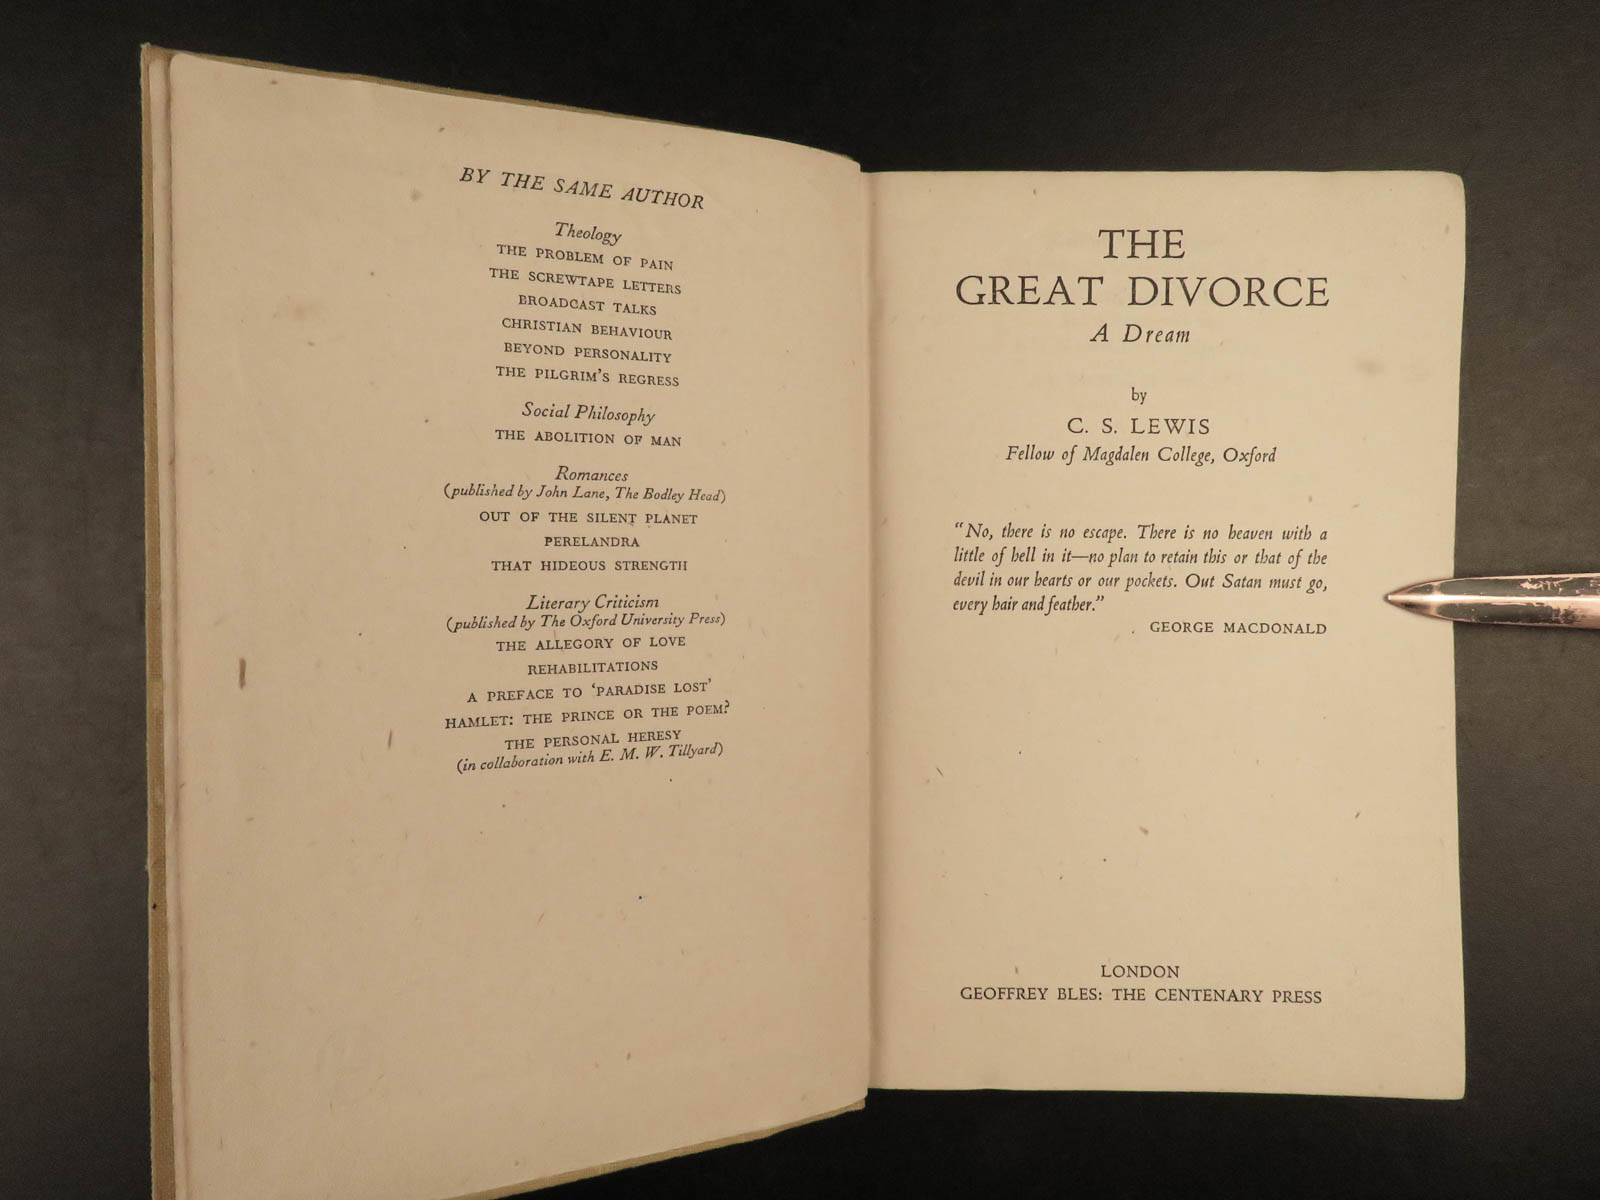 BY THE SAME AUTHOR
Theology
THE PROBLEM OF PAIN
THE SCREWTAPE LETTERS
BROADCAST TALKS
CHRISTIAN BEHAVIOUR
BEYOND PERSONALITY
THE PILGRIM'S REGRESS
Social Philosophy
THE ABOLITION OF MAN
Romances
(published by John Lane, The Bodley Head)
OUT OF THE SILENT PLANET
PERELANDRA
THAT HIDEOUS STRENGTH
Literary Criticism
(published by The Oxford University Press)
THE ALLEGORY OF LOVE
REHABILITATIONS
A PREFACE TO ‘PARADISE LOST’
HAMLET: THE PRINCE OR THE POEM?
THE PERSONAL HERESY
(in collaboration with E. M. W. Tillyard)
THE
GREAT DIVORCE
A Dream
by
C. S. LEWIS
Fellow of Magdalen College, Oxford
“No, there is no escape. There is no heaven with a
little of hell in it—no plan to retain this or that of the
devil in our hearts or our pockets. Out Satan must go,
every hair and feather.”
GEORGE MACDONALD
LONDON
GEOFFREY BLES: THE CENTENARY PRESS